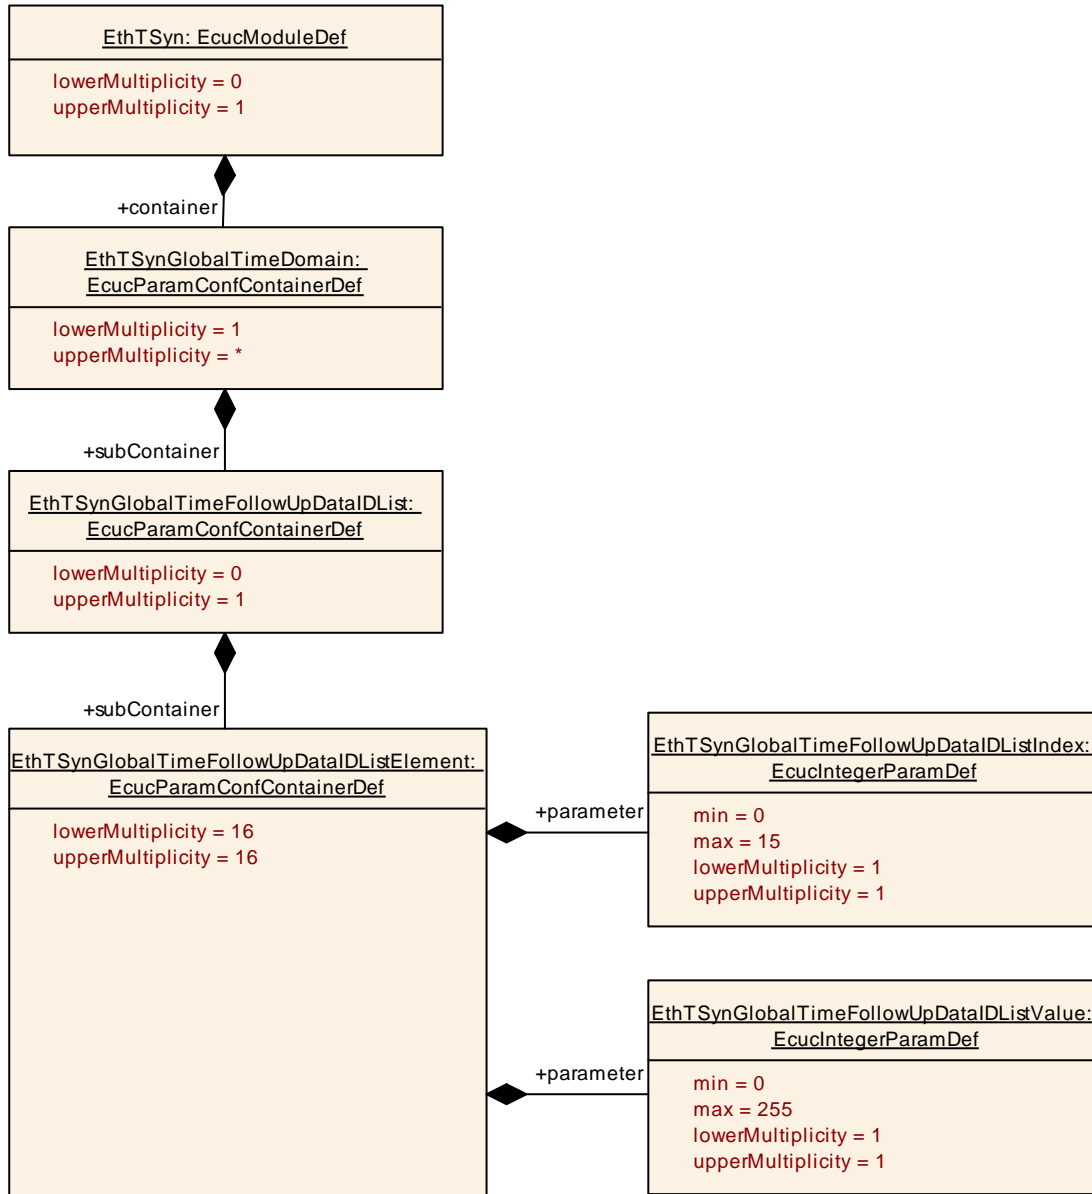 EthTSyn: EcucModuleDef
lowerMultiplicity = 0
upperMultiplicity = 1
+container
EthTSynGlobalTimeDomain:
EcucParamConfContainerDef
lowerMultiplicity = 1
upperMultiplicity = *
+subContainer
EthTSynGlobalTimeFollowUpDataIDList:
EcucParamConfContainerDef
lowerMultiplicity = 0
upperMultiplicity = 1
+subContainer
EthTSynGlobalTimeFollowUpDataIDListElement:
EcucParamConfContainerDef
lowerMultiplicity = 16
upperMultiplicity = 16
+parameter
EthTSynGlobalTimeFollowUpDataIDListIndex:
EcucIntegerParamDef
min = 0
max = 15
lowerMultiplicity = 1
upperMultiplicity = 1
+parameter
EthTSynGlobalTimeFollowUpDataIDListValue:
EcucIntegerParamDef
min = 0
max = 255
lowerMultiplicity = 1
upperMultiplicity = 1